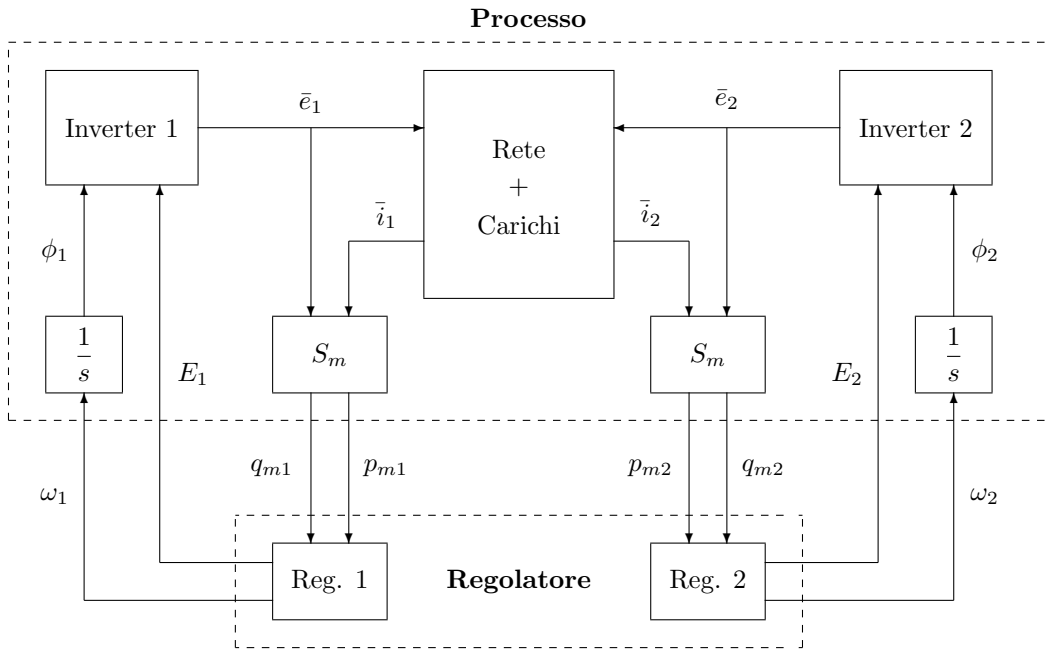 Processo
Inverter 1
ē₁
Rete
+
Carichi
ē₂
Inverter 2
ī₁
ī₂
ϕ₁
ϕ₂
1/s
Sₘ
Sₘ
1/s
E₁
E₂
qₘ₁
pₘ₁
pₘ₂
qₘ₂
ω₁
ω₂
Reg. 1
Regolatore
Reg. 2